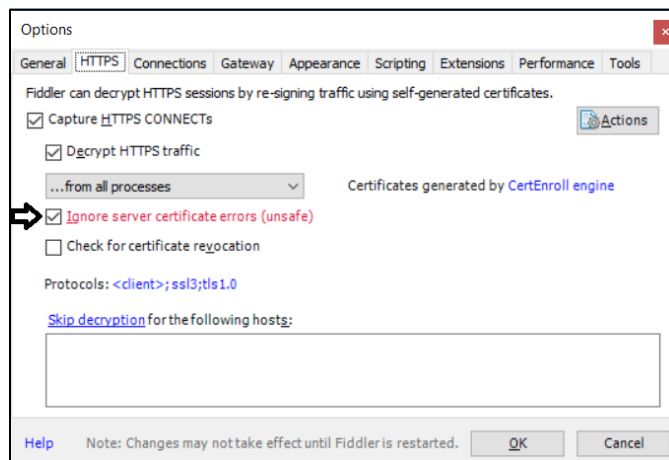 Options
General HTTPS Connections Gateway Appearance Scripting Extensions Performance Tools
Fiddler can decrypt HTTPS sessions by re-signing traffic using self-generated certificates.
Capture HTTPS CONNECTs
Actions
Decrypt HTTPS traffic
...from all processes
Certificates generated by CertEnroll engine
Ignore server certificate errors (unsafe)
Check for certificate revocation
Protocols: <client>;ssl3;tls1.0
Skip decryption for the following hosts:
Help
Note: Changes may not take effect until Fiddler is restarted.
OK
Cancel